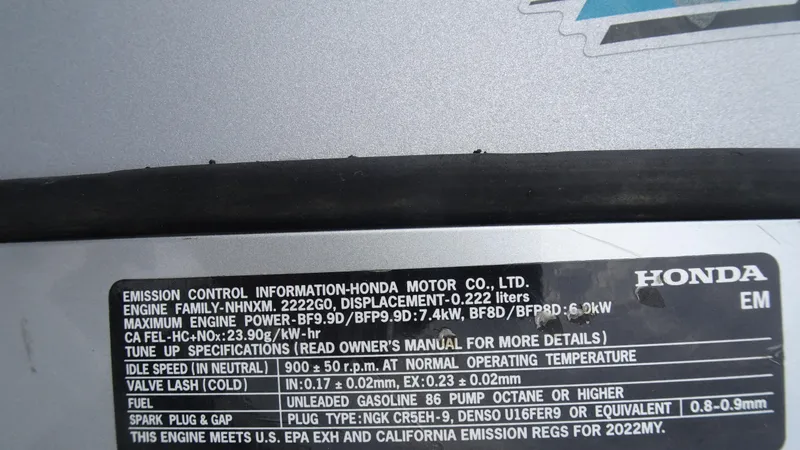 EMISSION CONTROL INFORMATION-HONDA MOTOR CO., LTD.
HONDA
ENGINE FAMILY-NHNXM. 2222G0, DISPLACEMENT-0.222 liters
EM
MAXIMUM ENGINE POWER-BF9.9D/BFP9.9D:7.4kW, BF8D/BFP8D:6.0kW
CA FEL-HC+NOx:23.90g/kW-hr
TUNE UP SPECIFICATIONS (READ OWNER'S MANUAL FOR MORE DETAILS)
IDLE SPEED (IN NEUTRAL) 900 ± 50 r.p.m. AT NORMAL OPERATING TEMPERATURE
VALVE LASH (COLD) IN:0.17 ± 0.02mm, EX:0.23 ± 0.02mm
FUEL UNLEADED GASOLINE 86 PUMP OCTANE OR HIGHER
SPARK PLUG & GAP PLUG TYPE:NGK CR5EH-9, DENSO U16FER9 OR EQUIVALENT 0.8-0.9mm
THIS ENGINE MEETS U.S. EPA EXH AND CALIFORNIA EMISSION REGS FOR 2022MY.